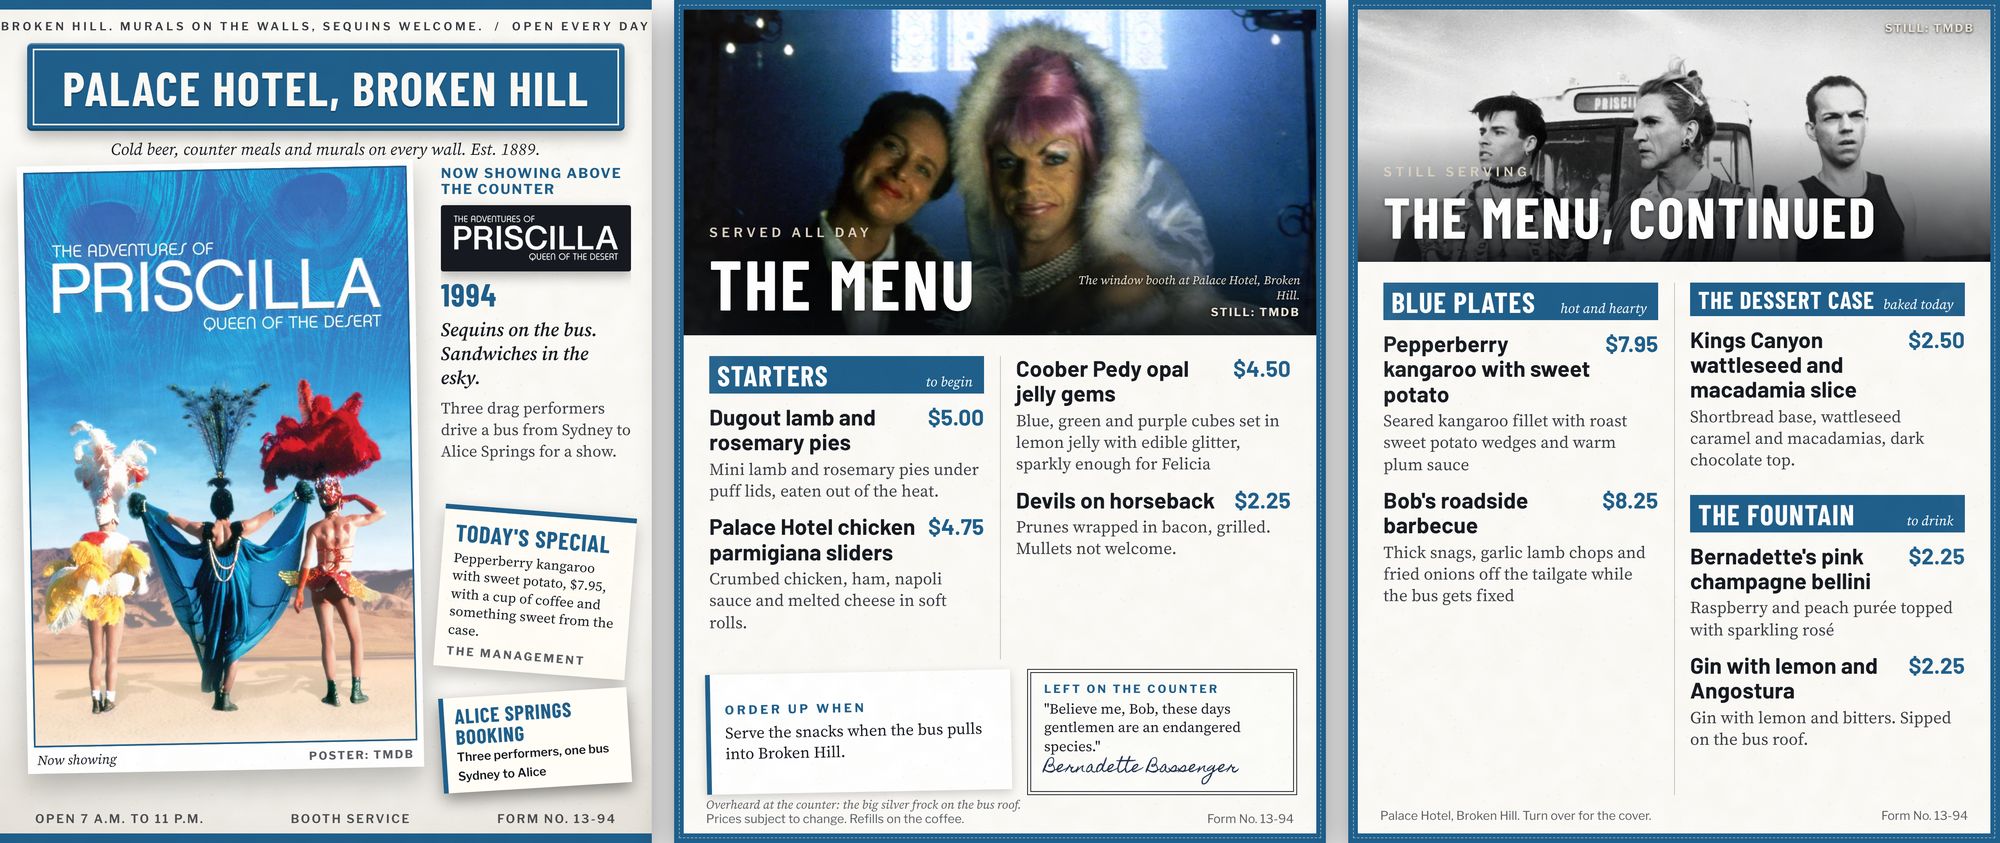 BROKEN HILL. MURALS ON THE WALLS, SEQUINS WELCOME. / OPEN EVERY DAY
PALACE HOTEL, BROKEN HILL
Cold beer, counter meals and murals on every wall. Est. 1889.
THE ADVENTURES OF
PRISCILLA
QUEEN OF THE DESERT
Now showing
POSTER: TMDB
NOW SHOWING ABOVE
THE COUNTER
THE ADVENTURES OF
PRISCILLA
QUEEN OF THE DESERT
1994
Sequins on the bus.
Sandwiches in the
esky.
Three drag performers
drive a bus from Sydney to
Alice Springs for a show.
TODAY'S SPECIAL
Pepperberry kangaroo
with sweet potato, $7.95,
with a cup of coffee and
something sweet from the
case.
THE MANAGEMENT
ALICE SPRINGS
BOOKING
Three performers, one bus
Sydney to Alice
OPEN 7 A.M. TO 11 P.M.
BOOTH SERVICE
FORM NO. 13-94
SERVED ALL DAY
THE MENU
The window booth at Palace Hotel, Broken
Hill.
STILL: TMDB
STARTERS to begin
Dugout lamb and $5.00
rosemary pies
Mini lamb and rosemary pies under
puff lids, eaten out of the heat.
Palace Hotel chicken $4.75
parmigiana sliders
Crumbed chicken, ham, napoli
sauce and melted cheese in soft
rolls.
Coober Pedy opal $4.50
jelly gems
Blue, green and purple cubes set in
lemon jelly with edible glitter,
sparkly enough for Felicia
Devils on horseback $2.25
Prunes wrapped in bacon, grilled.
Mullets not welcome.
ORDER UP WHEN
Serve the snacks when the bus pulls
into Broken Hill.
LEFT ON THE COUNTER
"Believe me, Bob, these days
gentlemen are an endangered
species."
Bernadette Bassenger
Overheard at the counter: the big silver frock on the bus roof.
Prices subject to change. Refills on the coffee.
Form No. 13-94
STILL: TMDB
PRISCIL
STILL SERVING
THE MENU, CONTINUED
BLUE PLATES hot and hearty
Pepperberry $7.95
kangaroo with sweet
potato
Seared kangaroo fillet with roast
sweet potato wedges and warm
plum sauce
Bob's roadside $8.25
barbecue
Thick snags, garlic lamb chops and
fried onions off the tailgate while
the bus gets fixed
THE DESSERT CASE baked today
Kings Canyon $2.50
wattleseed and
macadamia slice
Shortbread base, wattleseed
caramel and macadamias, dark
chocolate top.
THE FOUNTAIN to drink
Bernadette's pink $2.25
champagne bellini
Raspberry and peach purée topped
with sparkling rosé
Gin with lemon and $2.25
Angostura
Gin with lemon and bitters. Sipped
on the bus roof.
Palace Hotel, Broken Hill. Turn over for the cover.
Form No. 13-94